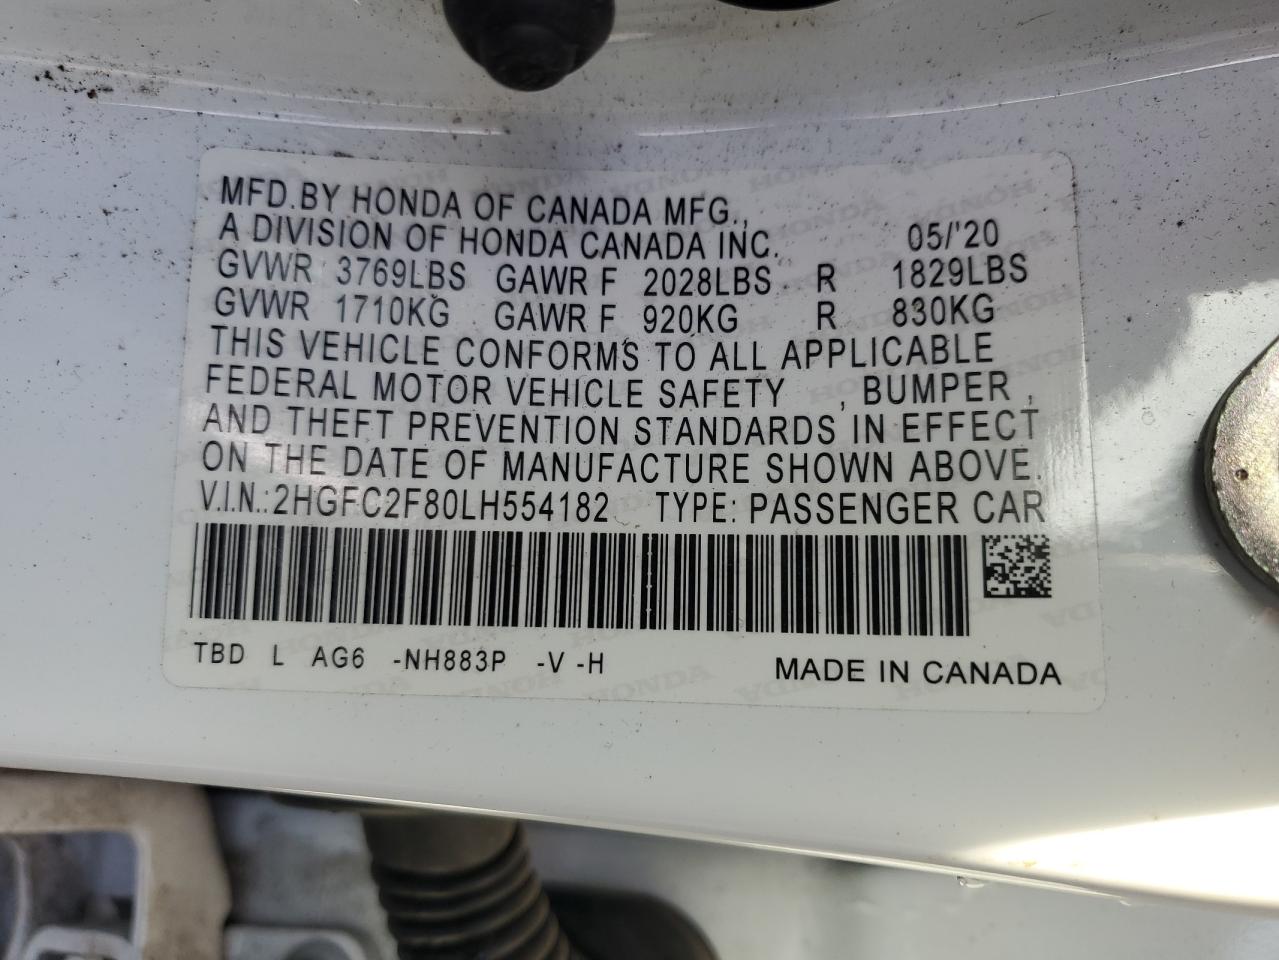 MFD.BY HONDA OF CANADA MFG.,
A DIVISION OF HONDA CANADA INC. 05/'20
GVWR 3769LBS GAWR F 2028LBS R 1829LBS
GVWR 1710KG GAWR F 920KG R 830KG
THIS VEHICLE CONFORMS TO ALL APPLICABLE
FEDERAL MOTOR VEHICLE SAFETY , BUMPER ,
AND THEFT PREVENTION STANDARDS IN EFFECT
ON THE DATE OF MANUFACTURE SHOWN ABOVE.
V.I.N.:2HGFC2F80LH554182 TYPE: PASSENGER CAR
TBD L AG6 -NH883P -V -H MADE IN CANADA